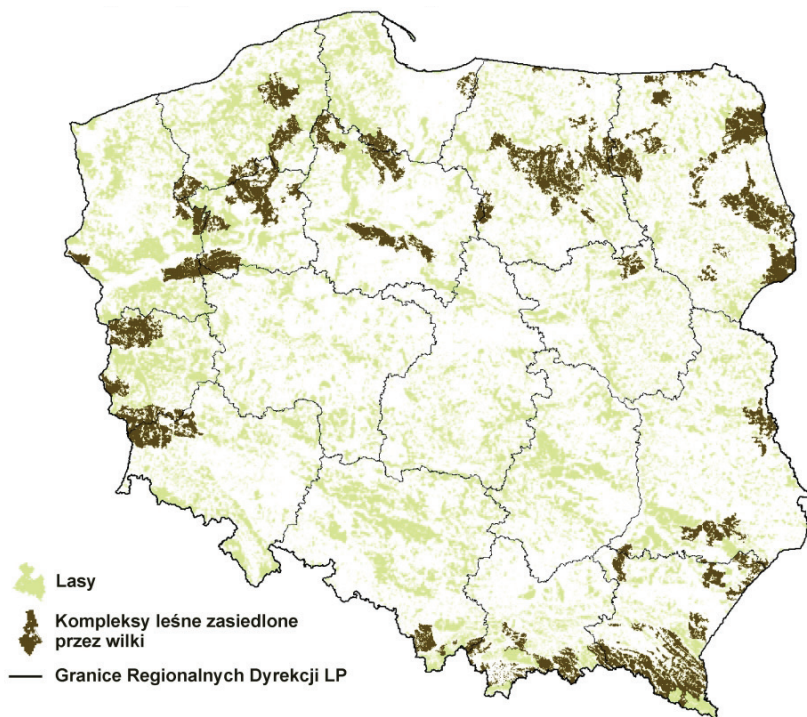 Lasy
Kompleksy leśne zasiedlone
przez wilki
Granice Regionalnych Dyrekcji LP